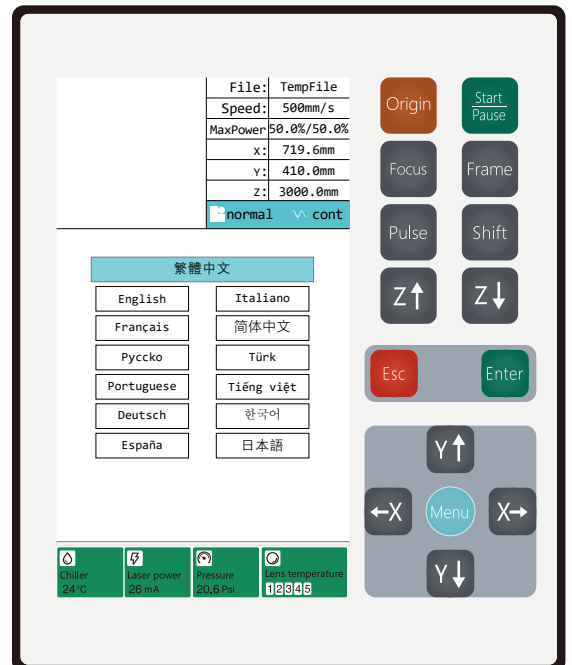 File: TempFile
Speed: 500mm/s
MaxPower 50.0%/50.0%
X: 719.6mm
Y: 410.0mm
Z: 3000.0mm
normal cont
繁體中文
English Italiano
Français 简体中文
Pyccko Türk
Portuguese Tiếng việt
Deutsch 한국어
España 日本語
Chiller Laser power Pressure Lens temperature
24°C 26 mA 20.6 Psi 1 2 3 4 5
Origin Start
Pause
Focus Frame
Pulse Shift
Z↑ Z↓
Esc Enter
Y↑
←X Menu X→
Y↓